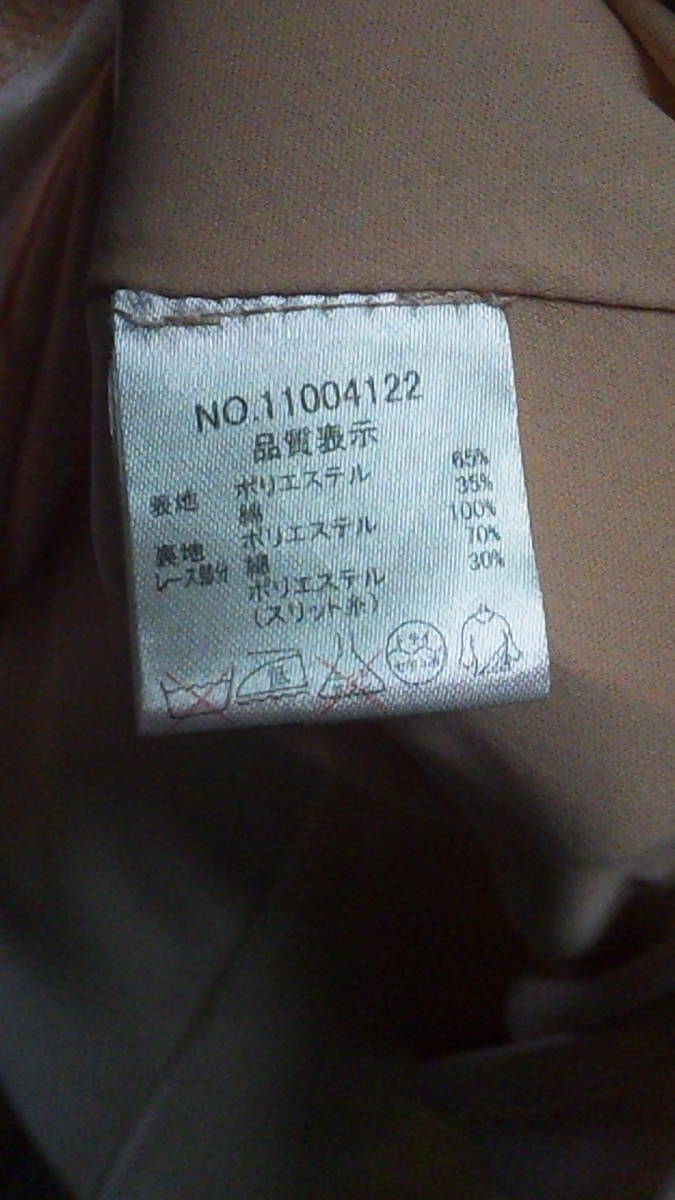 NO.11004122
品質表示
表地 ポリエステル 65%
綿 35%
裏地 ポリエステル 100%
レース部分 綿 70%
ポリエステル 30%
(スリット糸)
低